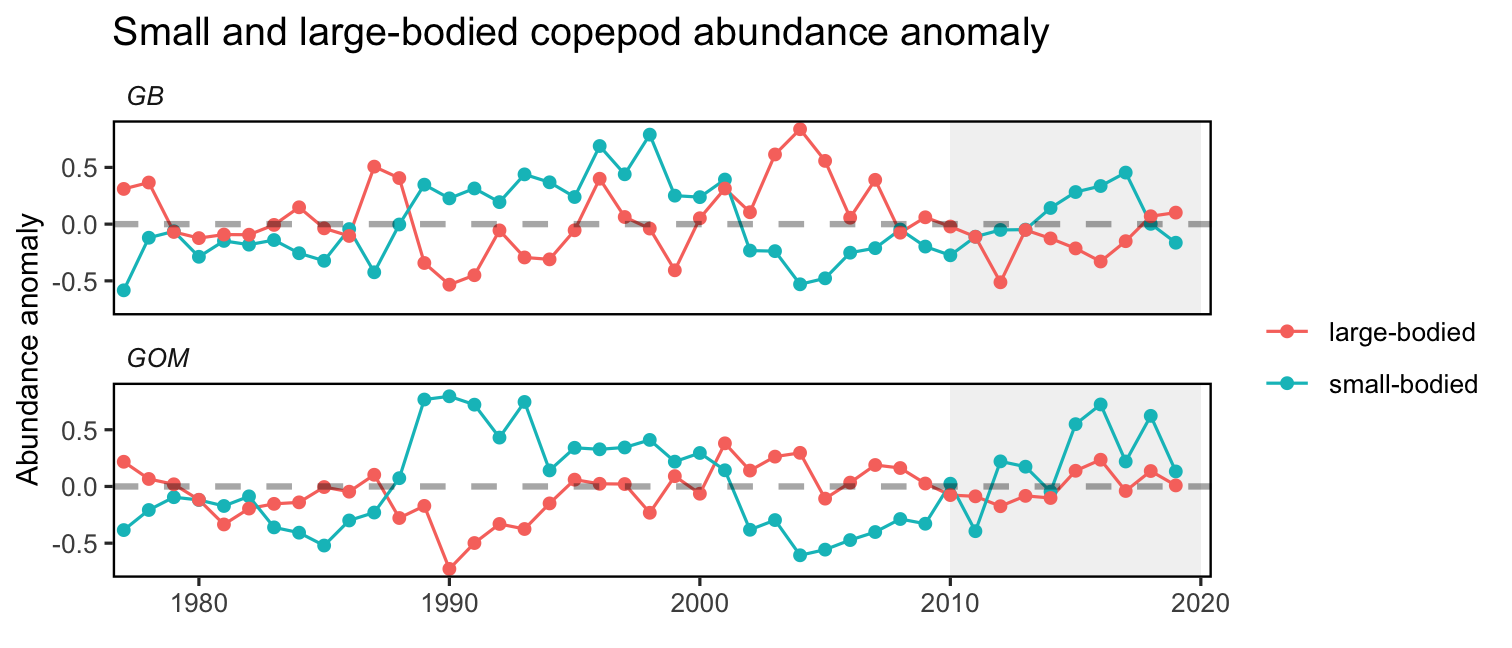 Small and large-bodied copepod abundance anomaly
GB
0.5
0.0
-0.5
Abundance anomaly
GOM
0.5
0.0
-0.5
1980 1990 2000 2010 2020
large-bodied
small-bodied